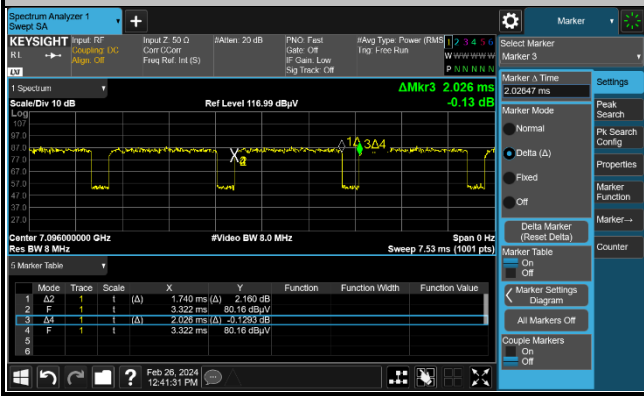 Spectrum Analyzer 1
Swept SA
Marker
KEYSIGHT
Input: RF
Input Z: 50 Ω
#Atten: 20 dB
PNO: Fast
#Avg Type: Power (RMS
1 2 3 4 5 6
RL
Coupling: DC
Corr CCorr
Gate: Off
Trig: Free Run
Align: Off
Freq Ref: Int (S)
IF Gain: Low
Sig Track: Off
W W W W W W
P N N N N N
LXI
Select Marker
Marker 3
1 Spectrum
ΔMkr3 2.026 ms
Scale/Div 10 dB
Ref Level 116.99 dBµV
-0.13 dB
Log
107
97.0
87.0
77.0
67.0
57.0
47.0
37.0
27.0
X2
1Δ
3Δ4
Center 7.096000000 GHz
#Video BW 8.0 MHz
Span 0 Hz
Res BW 8 MHz
Sweep 7.53 ms (1001 pts)
5 Marker Table
Mode Trace Scale X Y Function Function Width Function Value
1 Δ2 1 t (Δ) 1.740 ms (Δ) 2.160 dB
2 F 1 t 3.322 ms 80.16 dBµV
3 Δ4 1 t (Δ) 2.026 ms (Δ) -0.1293 dB
4 F 1 t 3.322 ms 80.16 dBµV
5
6
Feb 26, 2024
12:41:31 PM
Marker Δ Time
2.02647 ms
Marker Mode
Normal
Delta (Δ)
Fixed
Off
Delta Marker
(Reset Delta)
Marker Table
On
Off
Marker Settings
Diagram
All Markers Off
Couple Markers
On
Off
Settings
Peak
Search
Pk Search
Config
Properties
Marker
Function
Marker→
Counter